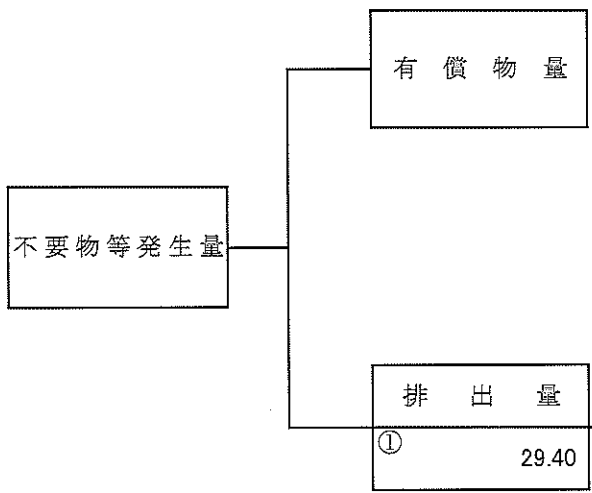 有償物量
不要物等発生量
排出量
①
29.40